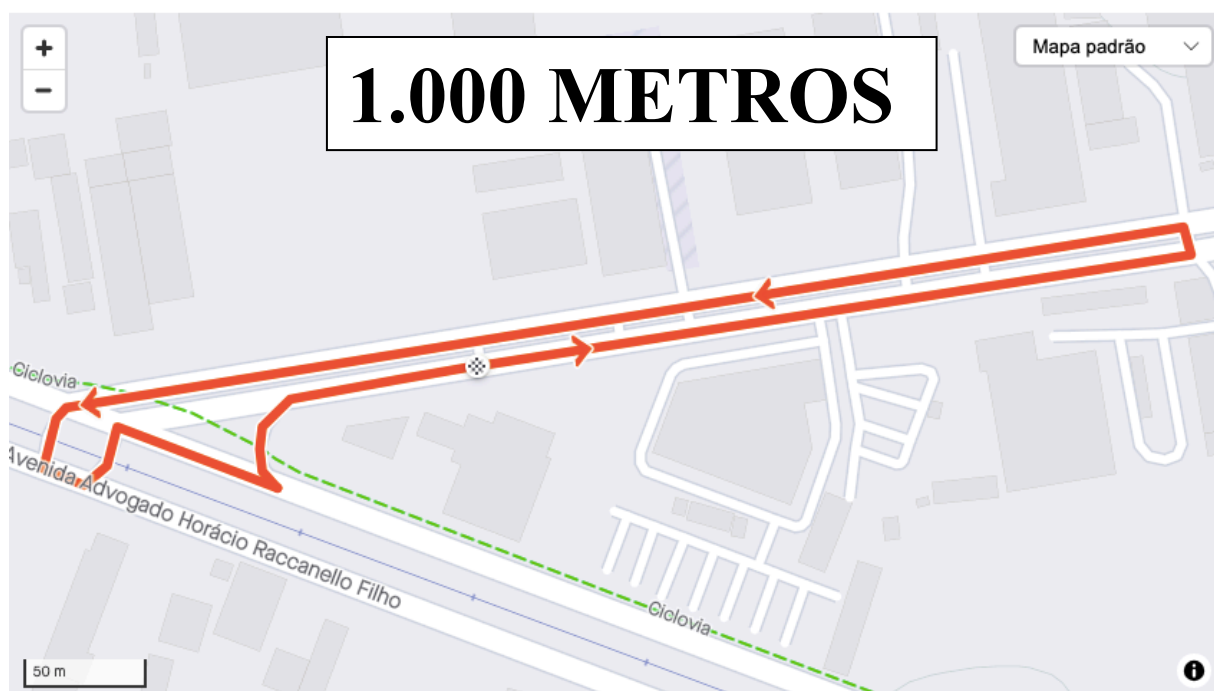 +
−
1.000 METROS
Mapa padrão
Ciclovia
Avenida Advogado Horácio Raccanello Filho
Ciclovia
50 m
i